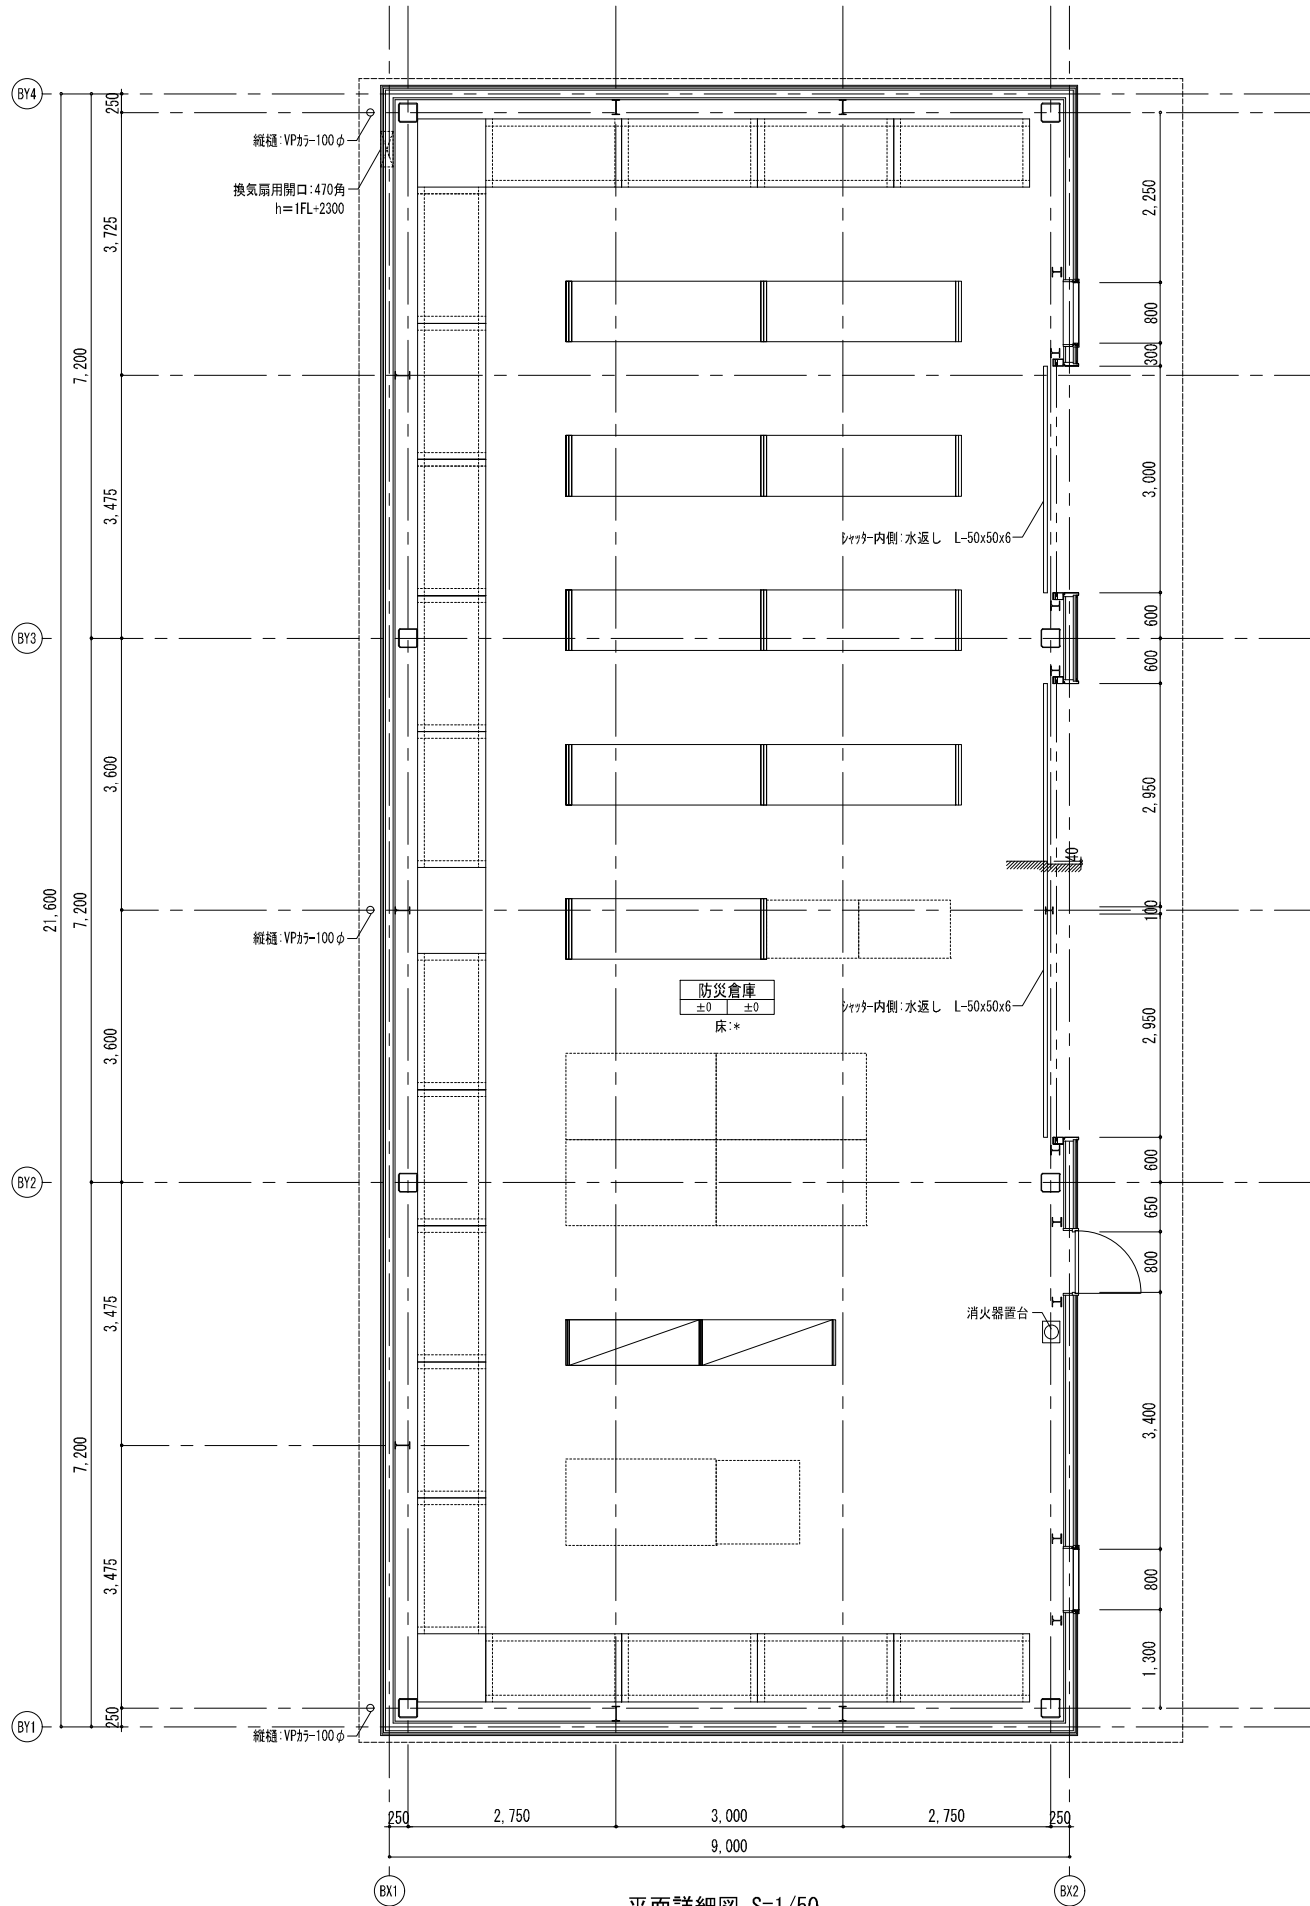 BY4
250
縦樋:VPカラー100φ
換気扇用開口:470角
h=1FL+2300
3,725
2,250
800
300
7,200
3,475
3,000
シャッター内側:水返し L-50x50x6
600
BY3
600
3,600
2,950
40
21,600
7,200
100
縦樋:VPカラー100φ
防災倉庫
±0 ±0
床:*
シャッター内側:水返し L-50x50x6
2,950
3,600
600
BY2
650
800
3,475
消火器置台
3,400
7,200
3,475
800
1,300
250
BY1
縦樋:VPカラー100φ
250 2,750 3,000 2,750 250
9,000
BX1 BX2
平面詳細図 S=1/50